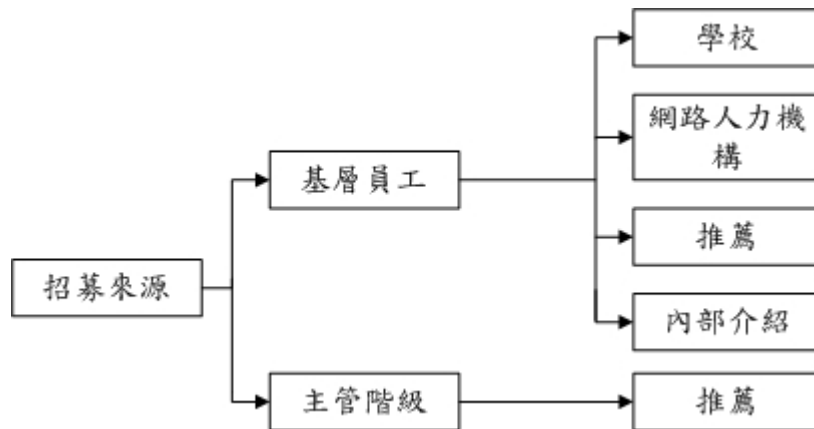 學校
網路人力機
構
基層員工
推薦
招募來源
內部介紹
主管階級
推薦